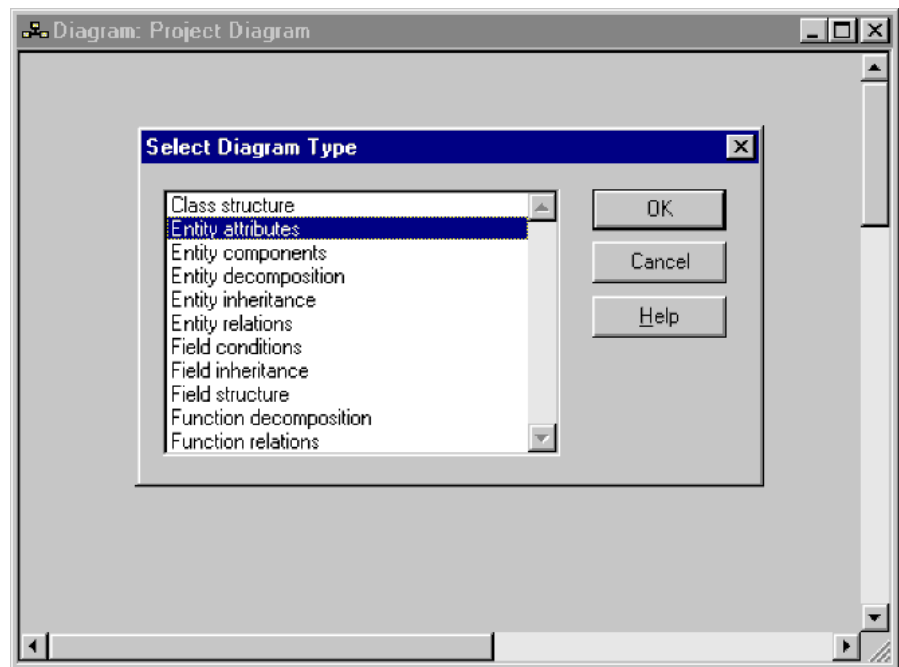 Diagram: Project Diagram
Select Diagram Type
Class structure
Entity attributes
Entity components
Entity decomposition
Entity inheritance
Entity relations
Field conditions
Field inheritance
Field structure
Function decomposition
Function relations
OK
Cancel
Help